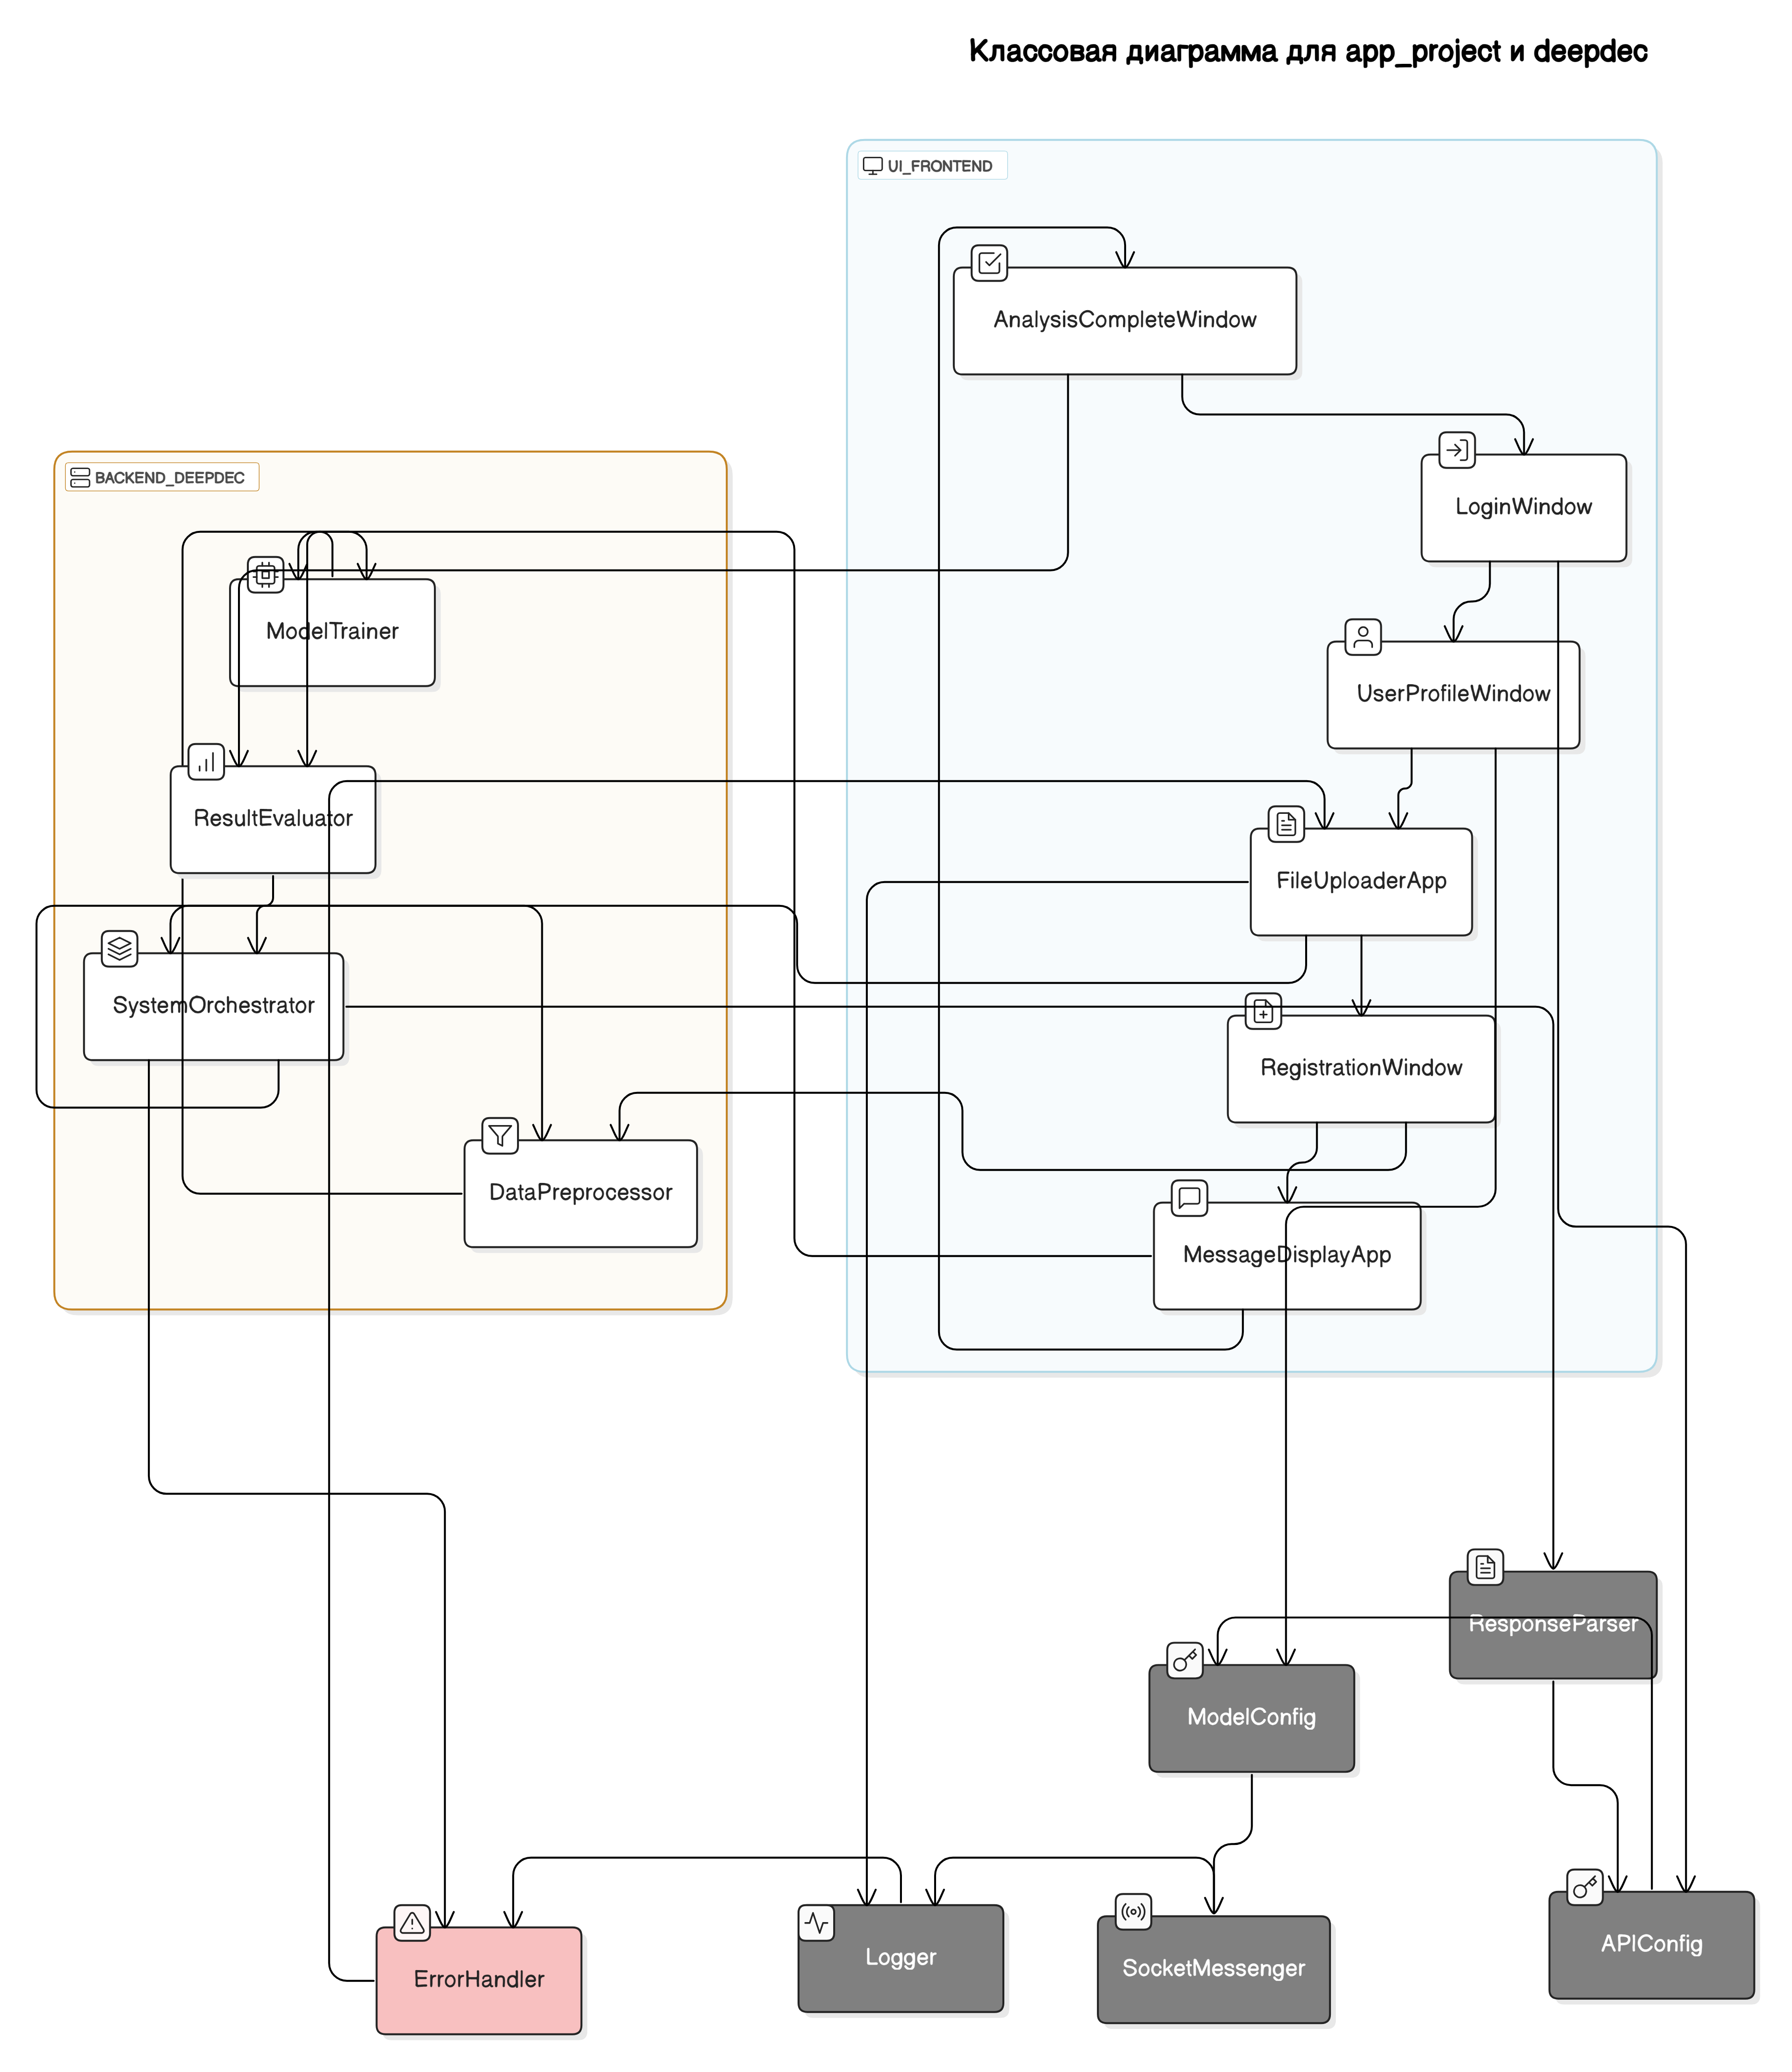 Классовая диаграмма для app_project и deepdec
UI_FRONTEND
AnalysisCompleteWindow
BACKEND_DEEPDEC
LoginWindow
ModelTrainer
UserProfileWindow
ResultEvaluator
FileUploaderApp
SystemOrchestrator
RegistrationWindow
DataPreprocessor
MessageDisplayApp
ResponseParser
ModelConfig
APIConfig
Logger
SocketMessenger
ErrorHandler